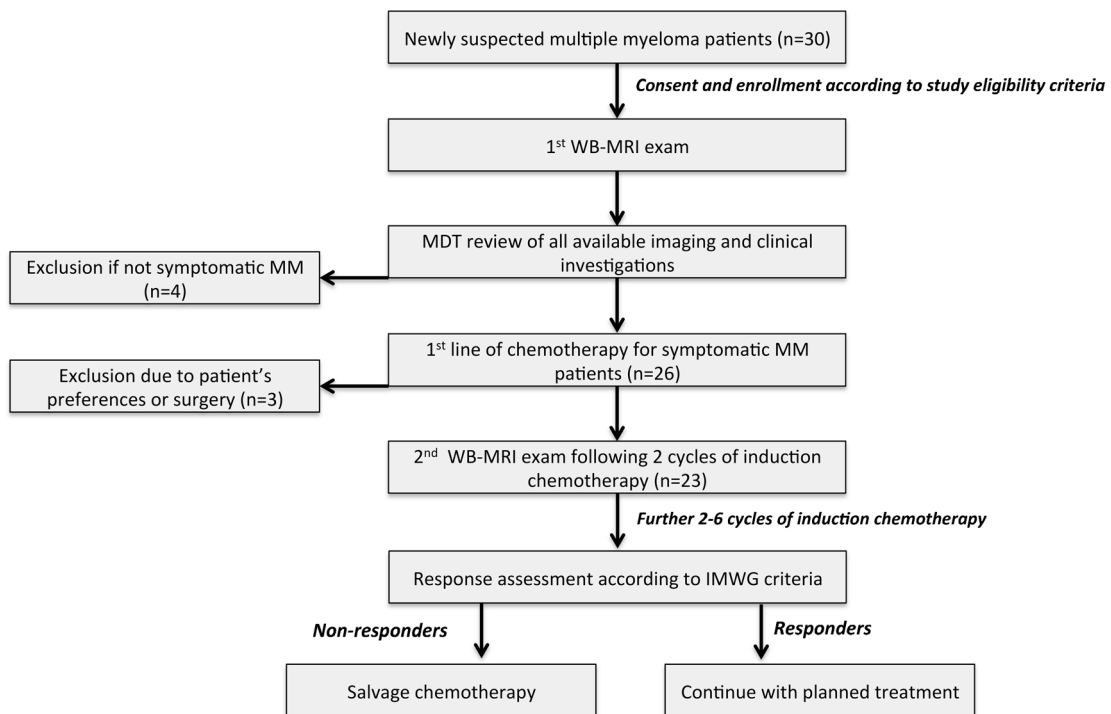 Newly suspected multiple myeloma patients (n=30)
Consent and enrollment according to study eligibility criteria
1st WB-MRI exam
MDT review of all available imaging and clinical
investigations
Exclusion if not symptomatic MM
(n=4)
1st line of chemotherapy for symptomatic MM
patients (n=26)
Exclusion due to patient's
preferences or surgery (n=3)
2nd WB-MRI exam following 2 cycles of induction
chemotherapy (n=23)
Further 2-6 cycles of induction chemotherapy
Response assessment according to IMWG criteria
Non-responders
Responders
Salvage chemotherapy
Continue with planned treatment